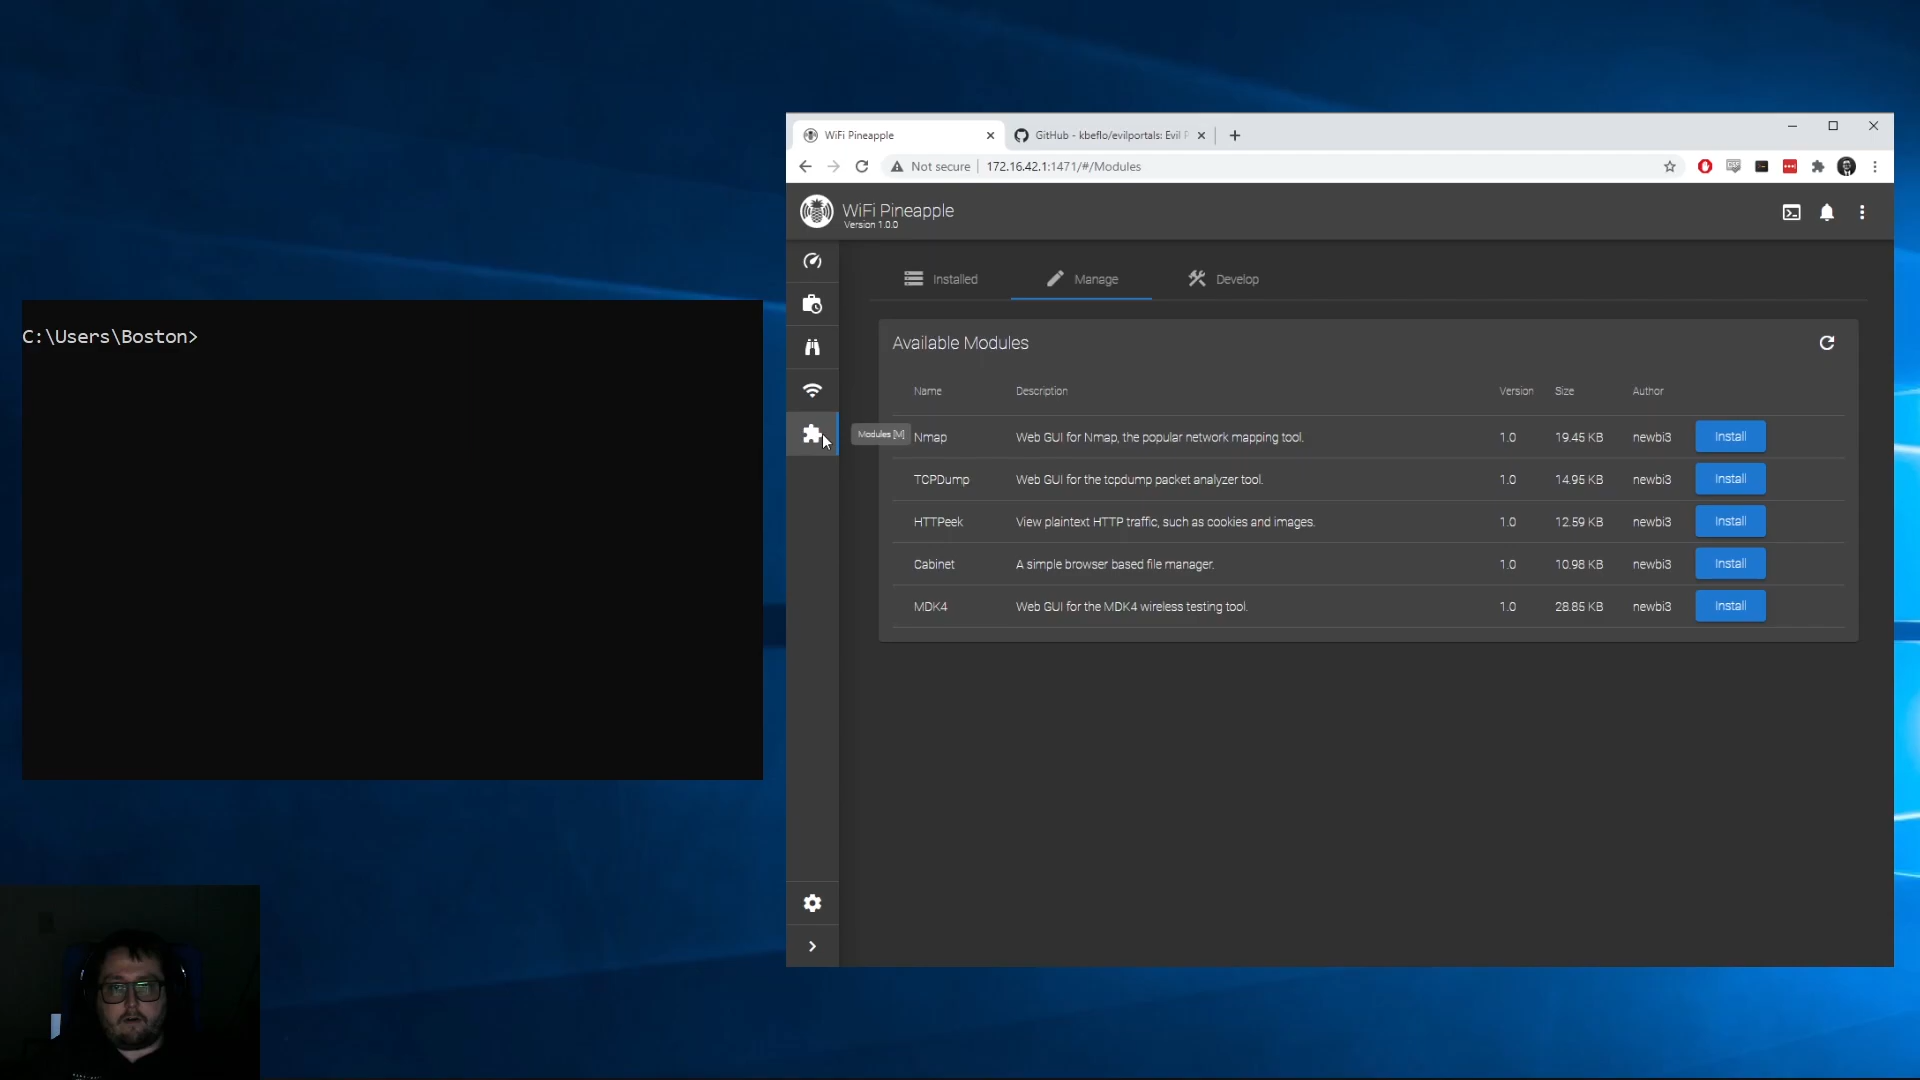 C:\Users\Boston>
WiFi Pineapple
GitHub - kbeflo/evilportals: Evil P
Not secure
172.16.42.1:1471/#/Modules
WiFi Pineapple
Version 1.0.0
Installed
Manage
Develop
Available Modules
Name Description Version Size Author
Modules [M]
Nmap Web GUI for Nmap, the popular network mapping tool. 1.0 19.45 KB newbi3 Install
TCPDump Web GUI for the tcpdump packet analyzer tool. 1.0 14.95 KB newbi3 Install
HTTPeek View plaintext HTTP traffic, such as cookies and images. 1.0 12.59 KB newbi3 Install
Cabinet A simple browser based file manager. 1.0 10.98 KB newbi3 Install
MDK4 Web GUI for the MDK4 wireless testing tool. 1.0 28.85 KB newbi3 Install